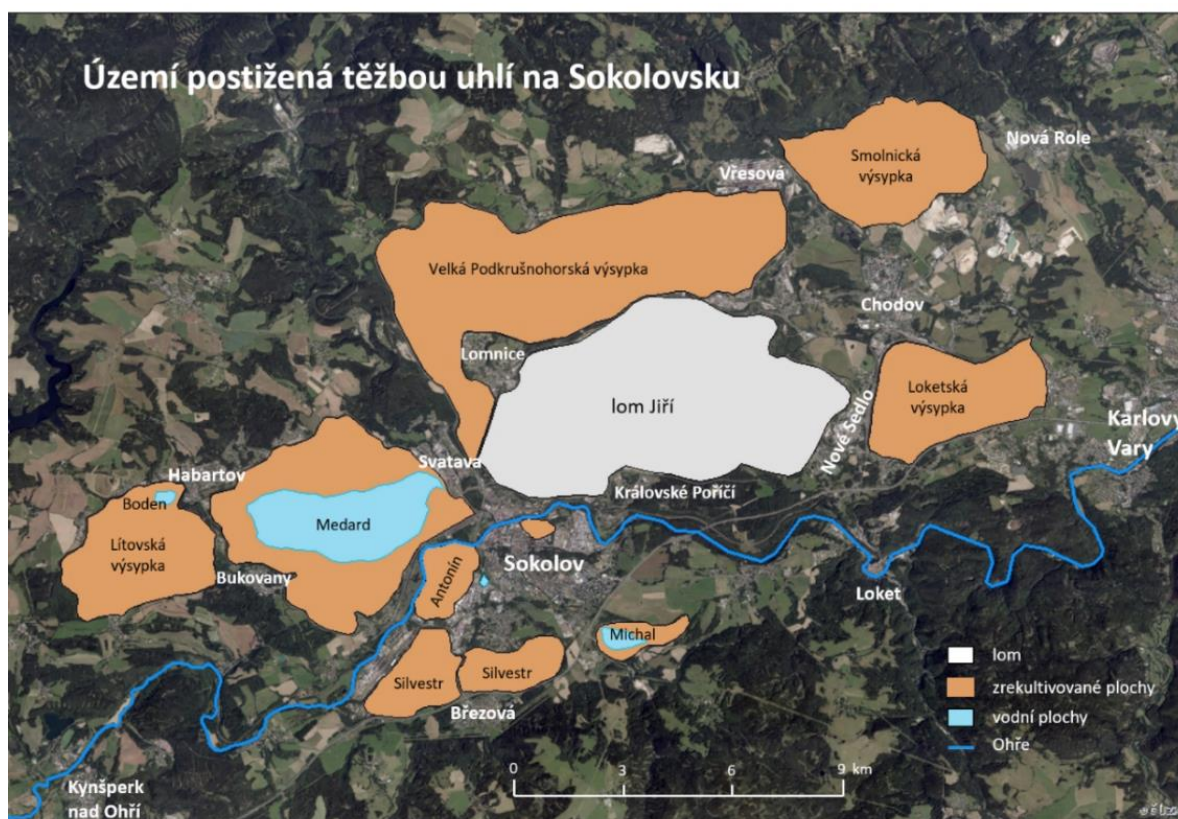 Území postižená těžbou uhlí na Sokolovsku
Smolnická
výsypka
Nová Role
Vřesová
Velká Podkrušnohorská výsypka
Chodov
Lomnice
Loketská
výsypka
lom Jiří
Nové Sedlo
Karlovy
Vary
Svatava
Habartov
Královské Poříčí
Boden
Medard
Lítovská
výsypka
Bukovany
Antonín
Sokolov
Loket
Michal
Silvestr
Silvestr
Březová
lom
zrekultivované plochy
vodní plochy
Ohře
Kynšperk
nad Ohří
0 3 6 9 km